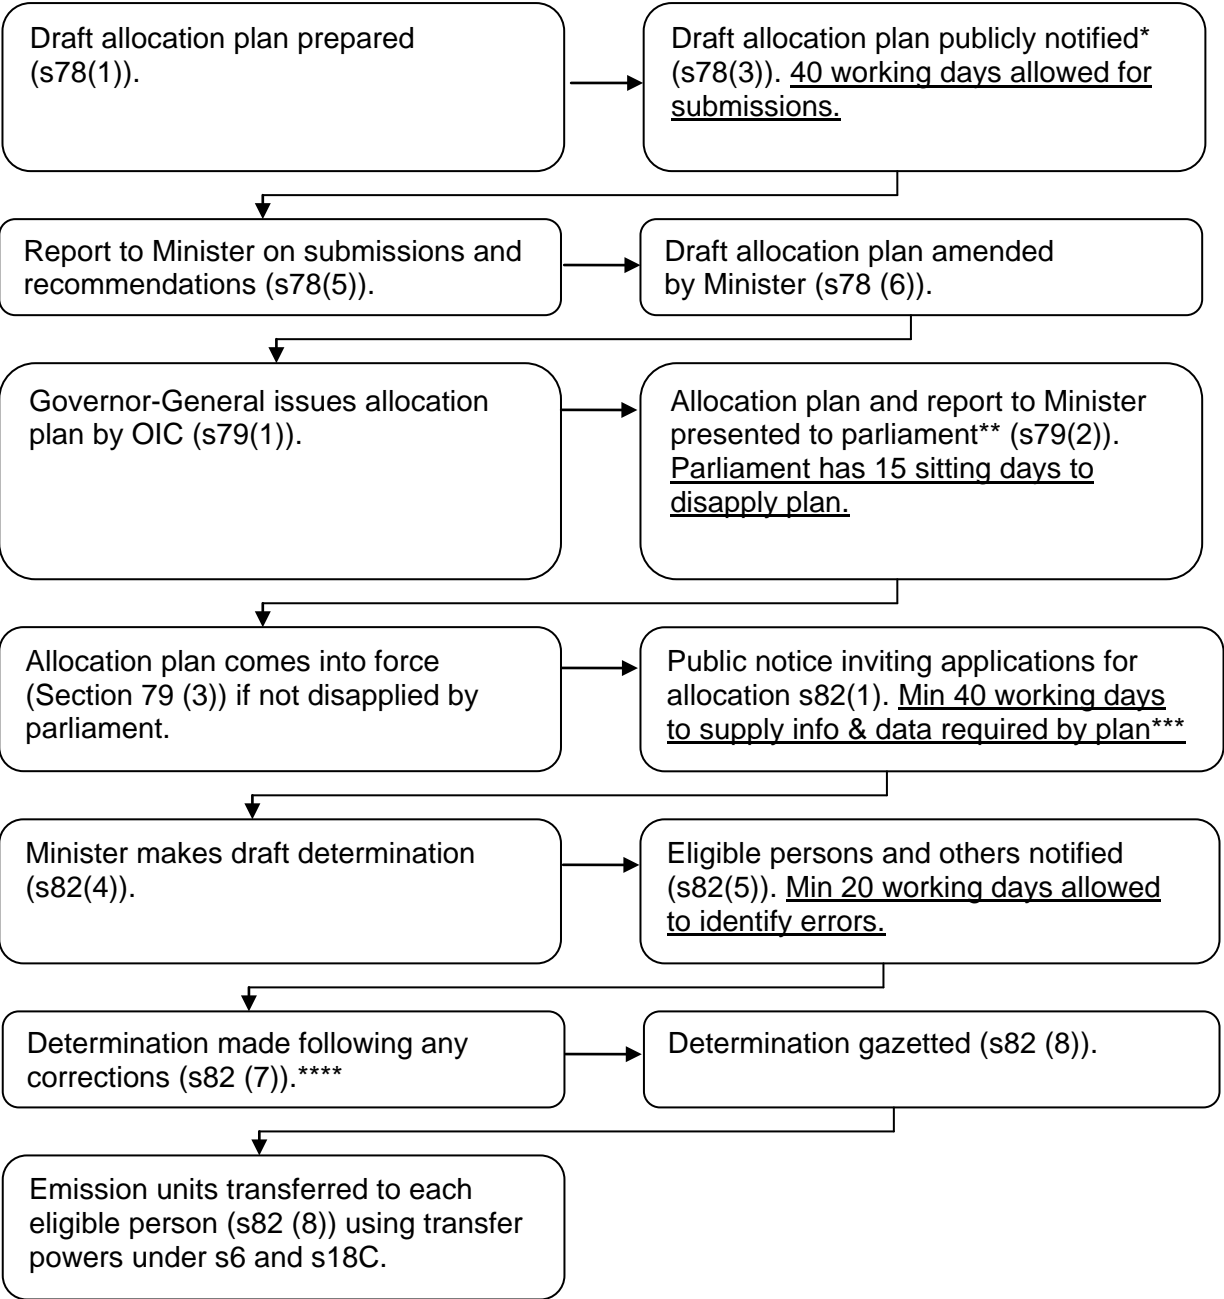 Draft allocation plan prepared
(s78(1)).
Draft allocation plan publicly notified*
(s78(3)). 40 working days allowed for
submissions.
Report to Minister on submissions and
recommendations (s78(5)).
Draft allocation plan amended
by Minister (s78 (6)).
Governor-General issues allocation
plan by OIC (s79(1)).
Allocation plan and report to Minister
presented to parliament** (s79(2)).
Parliament has 15 sitting days to
disapply plan.
Allocation plan comes into force
(Section 79 (3)) if not disapplied by
parliament.
Public notice inviting applications for
allocation s82(1). Min 40 working days
to supply info & data required by plan***
Minister makes draft determination
(s82(4)).
Eligible persons and others notified
(s82(5)). Min 20 working days allowed
to identify errors.
Determination made following any
corrections (s82 (7)).****
Determination gazetted (s82 (8)).
Emission units transferred to each
eligible person (s82 (8)) using transfer
powers under s6 and s18C.